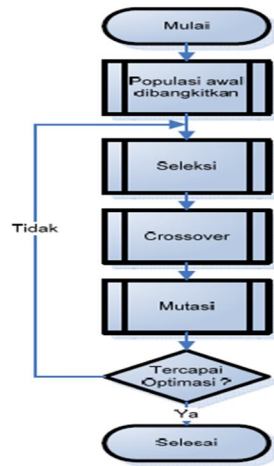 Mulai
Populasi awal
dibangkitkan
Seleksi
Tidak
Crossover
Mutasi
Tercapai
Optimasi ?
Ya
Selesai